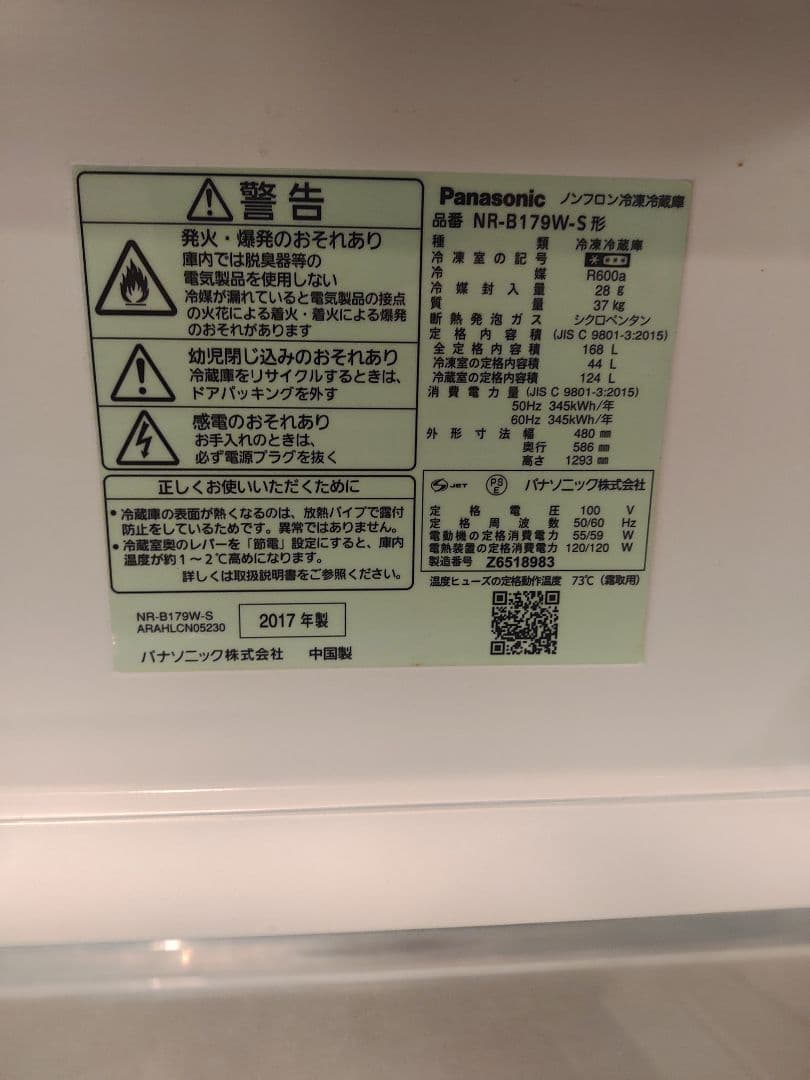 警告
発火・爆発のおそれあり
庫内では脱臭器等の
電気製品を使用しない
冷媒が漏れていると電気製品の接点
の火花による着火・着火による爆発
のおそれがあります
幼児閉じ込みのおそれあり
冷蔵庫をリサイクルするときは、
ドアパッキングを外す
感電のおそれあり
お手入れのときは、
必ず電源プラグを抜く
正しくお使いいただくために
•冷蔵庫の表面が熱くなるのは、放熱パイプで露付
防止をしているためです。異常ではありません。
•冷蔵室奥のレバーを「節電」設定にすると、庫内
温度が約1〜2℃高めになります。
詳しくは取扱説明書をご参照ください。
NR-B179W-S
ARAHLCN05230
2017年製
パナソニック株式会社 中国製
Panasonic ノンフロン冷凍冷蔵庫
品番 NR-B179W-S形
種類 冷凍冷蔵庫
冷凍室の記号 ＊＊＊＊
冷媒 R600a
冷媒封入量 28 g
質量 37 kg
断熱発泡ガス シクロペンタン
定格内容積 (JIS C 9801-3:2015)
全定格内容積 168 L
冷凍室の定格内容積 44 L
冷蔵室の定格内容積 124 L
消費電力量 (JIS C 9801-3:2015)
50Hz 345kWh/年
60Hz 345kWh/年
外形寸法 幅 480 ㎜
奥行 586 ㎜
高さ 1293 ㎜
JET PSE パナソニック株式会社
定格電圧 100 V
定格周波数 50/60 Hz
電動機の定格消費電力 55/59 W
電熱装置の定格消費電力 120/120 W
製造番号 Z6518983
温度ヒューズの定格動作温度 73℃（霜取用）